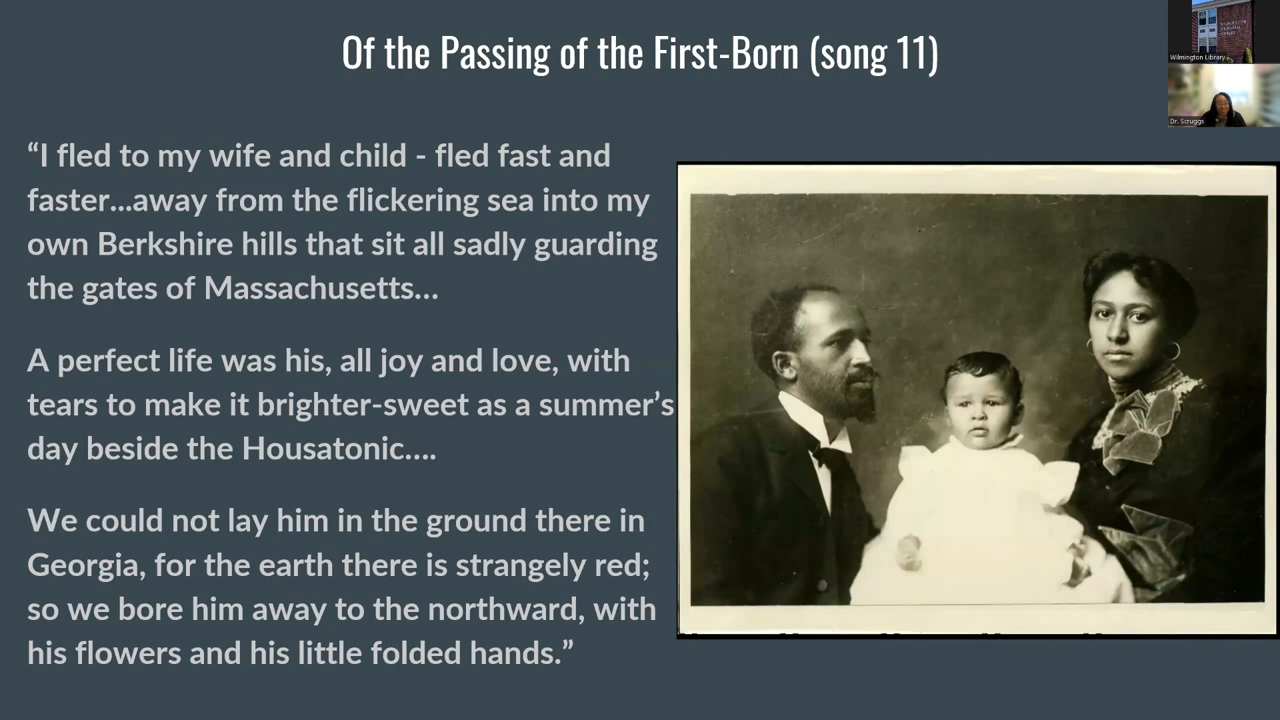 Of the Passing of the First-Born (song 11)
Wilmington Library
Dr. Scruggs
“I fled to my wife and child - fled fast and
faster...away from the flickering sea into my
own Berkshire hills that sit all sadly guarding
the gates of Massachusetts...
A perfect life was his, all joy and love, with
tears to make it brighter-sweet as a summer’s
day beside the Housatonic....
We could not lay him in the ground there in
Georgia, for the earth there is strangely red;
so we bore him away to the northward, with
his flowers and his little folded hands.”